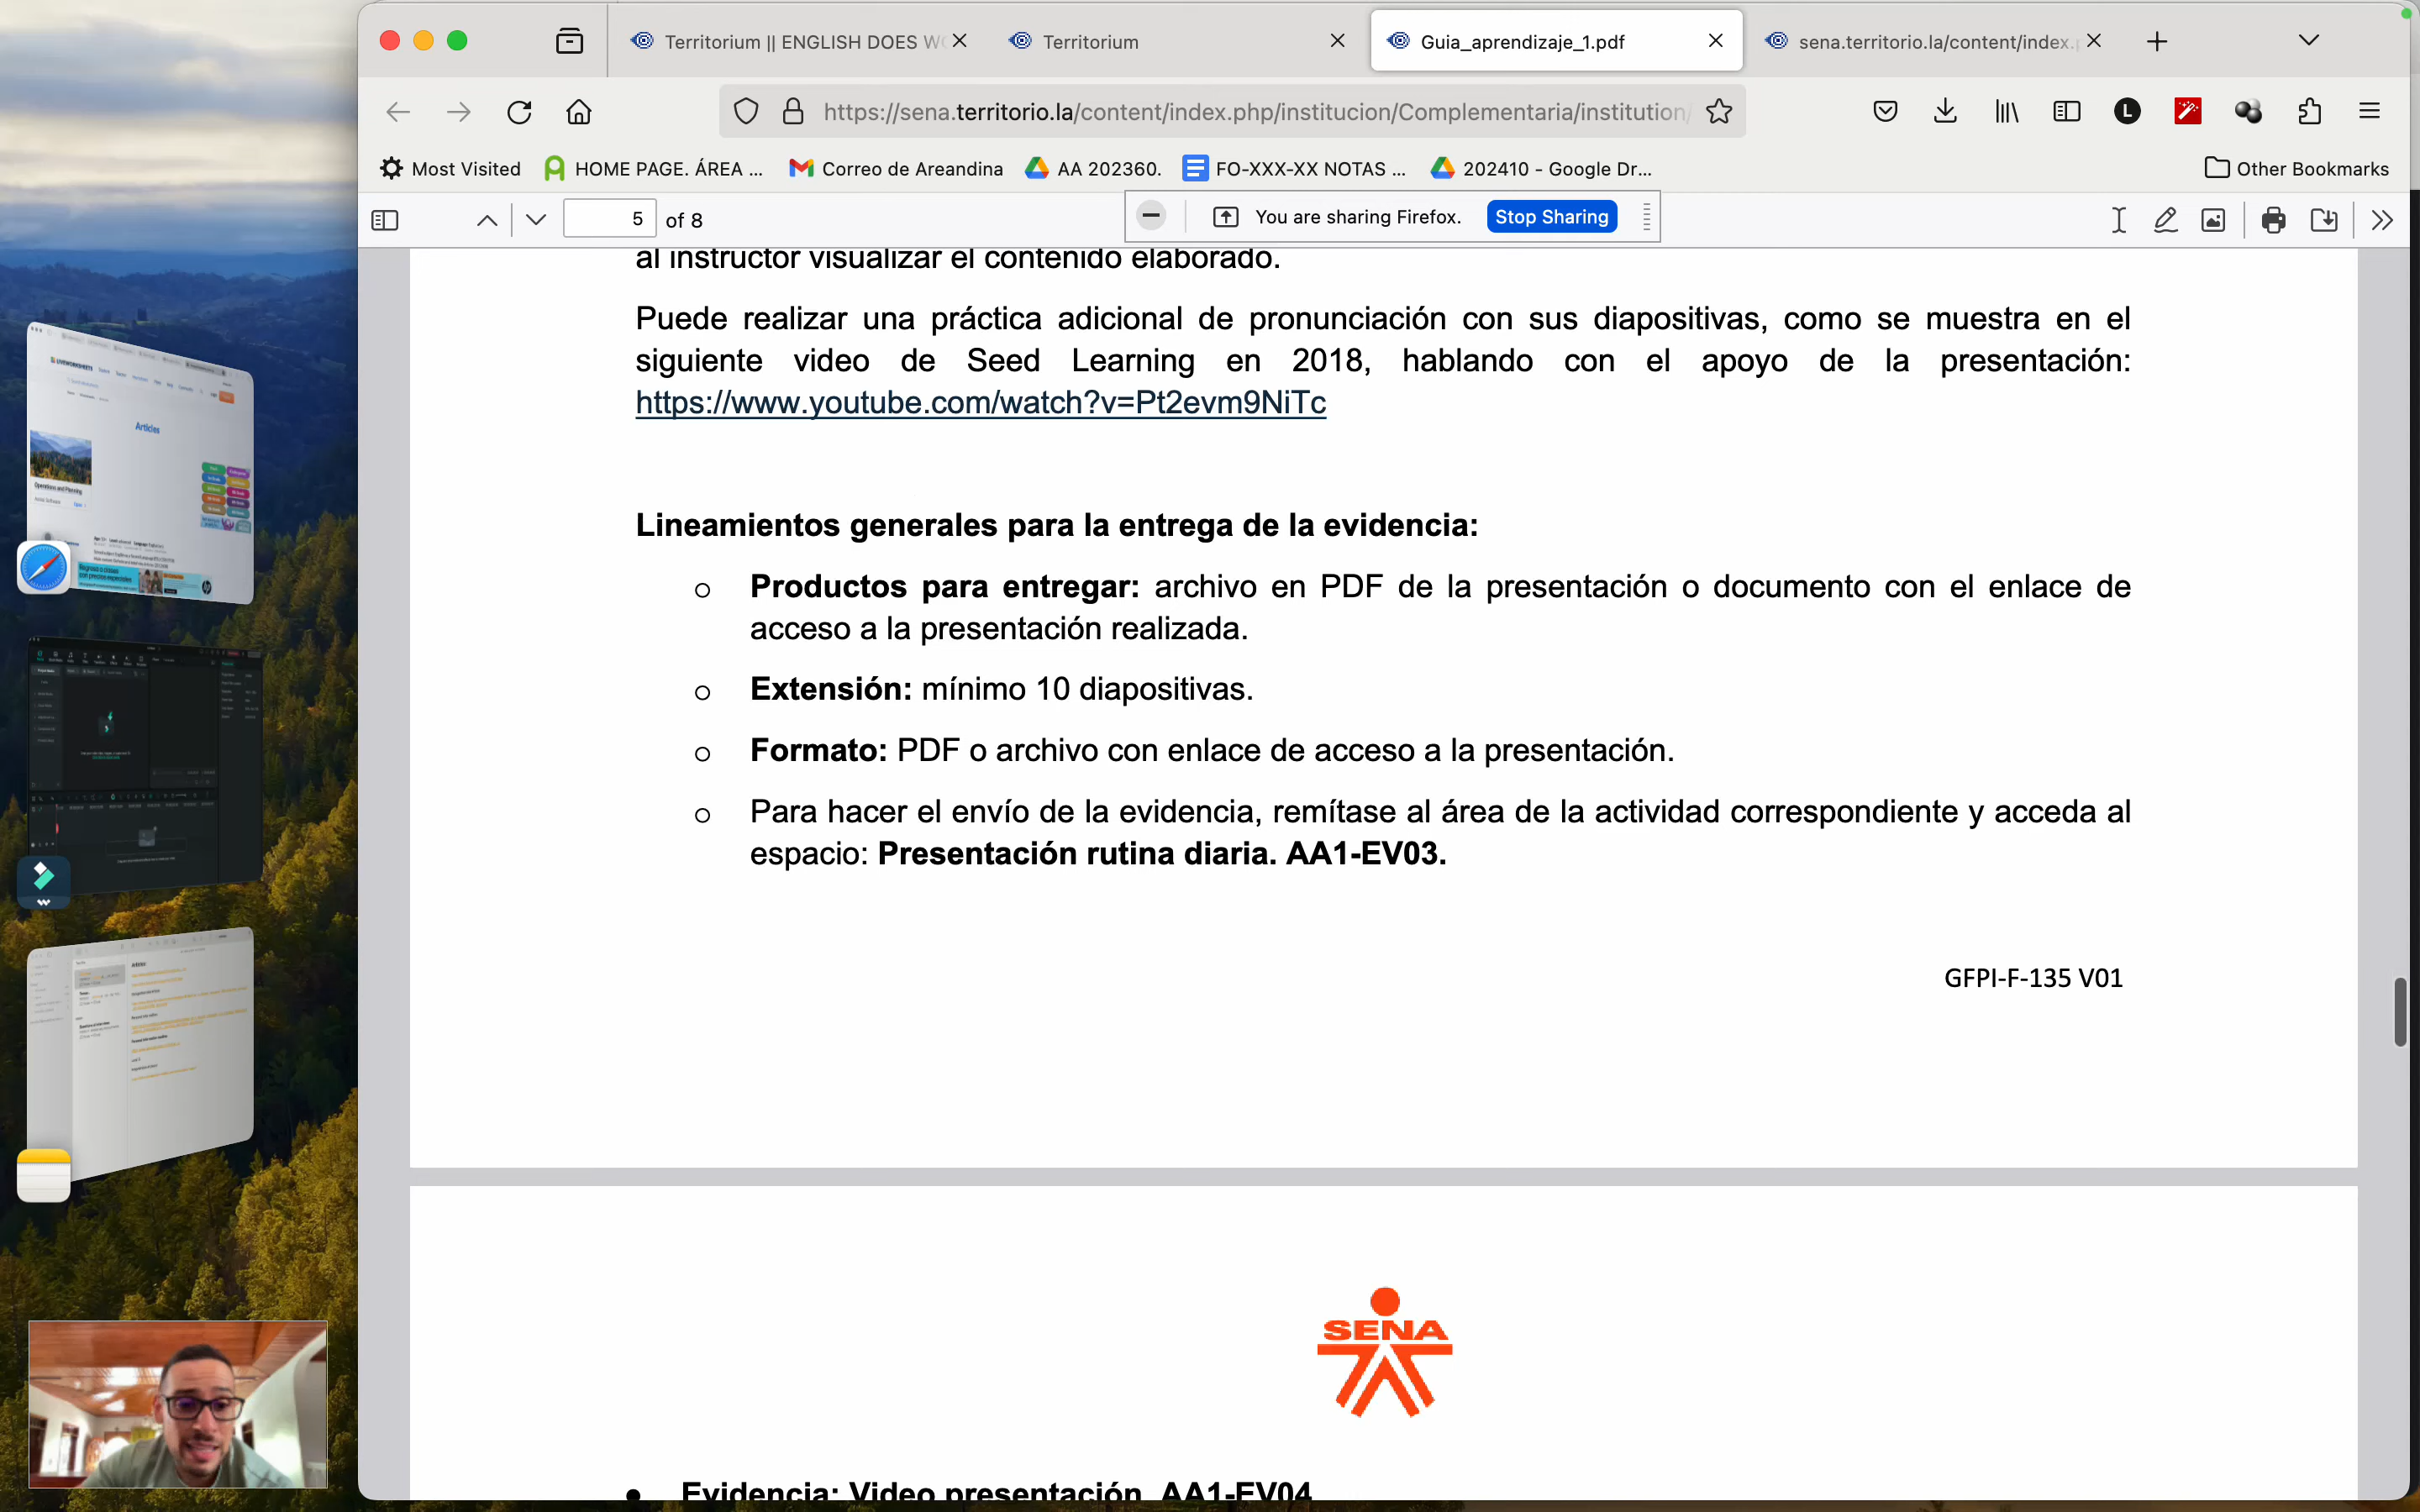 Territorium || ENGLISH DOES WO
Territorium
Guia_aprendizaje_1.pdf
sena.territorio.la/content/index.p
https://sena.territorio.la/content/index.php/institucion/Complementaria/institution/
L
Most Visited
HOME PAGE. ÁREA ...
Correo de Areandina
AA 202360.
FO-XXX-XX NOTAS ...
202410 - Google Dr...
Other Bookmarks
5 of 8
You are sharing Firefox.
Stop Sharing
al instructor visualizar el contenido elaborado.
Puede realizar una práctica adicional de pronunciación con sus diapositivas, como se muestra en el
siguiente video de Seed Learning en 2018, hablando con el apoyo de la presentación:
https://www.youtube.com/watch?v=Pt2evm9NiTc
Lineamientos generales para la entrega de la evidencia:
o Productos para entregar: archivo en PDF de la presentación o documento con el enlace de
acceso a la presentación realizada.
o Extensión: mínimo 10 diapositivas.
o Formato: PDF o archivo con enlace de acceso a la presentación.
o Para hacer el envío de la evidencia, remítase al área de la actividad correspondiente y acceda al
espacio: Presentación rutina diaria. AA1-EV03.
GFPI-F-135 V01
SENA
• Evidencia: Video presentación. AA1-EV04
Articles
Operations and Planning